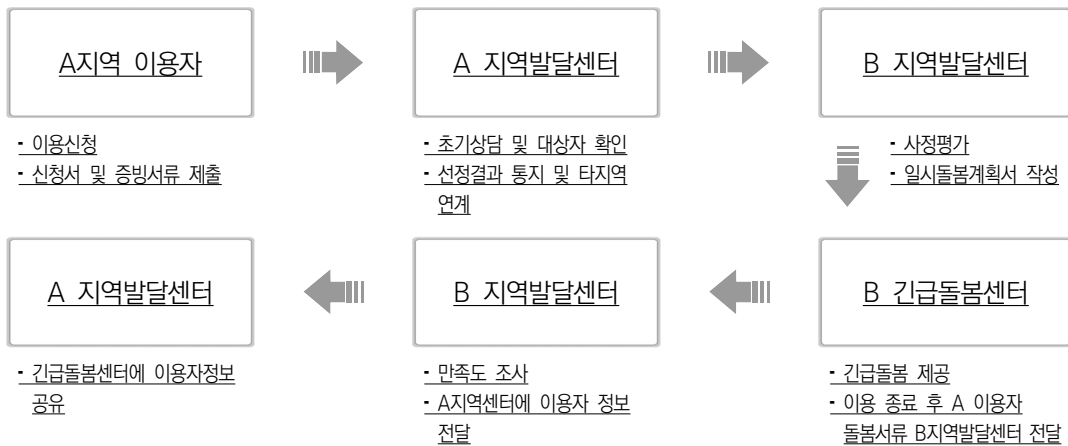 A지역 이용자
A 지역발달센터
B 지역발달센터
- 이용신청
- 신청서 및 증빙서류 제출
- 초기상담 및 대상자 확인
- 선정결과 통지 및 타지역
연계
- 사정평가
- 일시돌봄계획서 작성
A 지역발달센터
B 지역발달센터
B 긴급돌봄센터
- 긴급돌봄센터에 이용자정보
공유
- 만족도 조사
- A지역센터에 이용자 정보
전달
- 긴급돌봄 제공
- 이용 종료 후 A 이용자
돌봄서류 B지역발달센터 전달